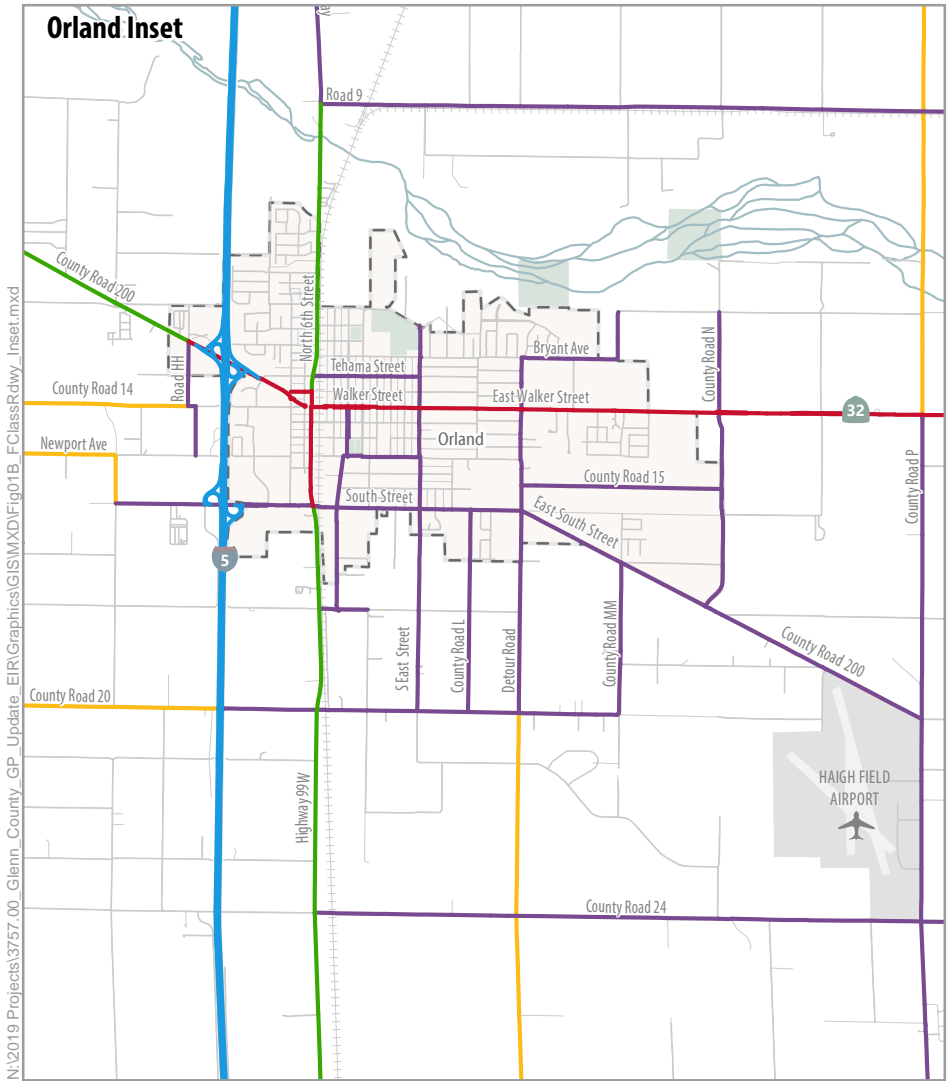 Orland Inset
Road 9
County Road 200
North 6th Street
Bryant Ave
County Road N
Tehama Street
Road HH
County Road 14
Walker Street
East Walker Street
32
Newport Ave
Orland
County Road 15
County Road P
South Street
East South Street
5
S East Street
County Road L
Detour Road
County Road MM
County Road 200
County Road 20
Highway 99W
HAIGH FIELD
AIRPORT
County Road 24
N:\2019 Projects\3757.00_Glenn_County_GP_Update_EIR\Graphics\GIS\MXD\Fig01B_FClassRdwy_Inset.mxd